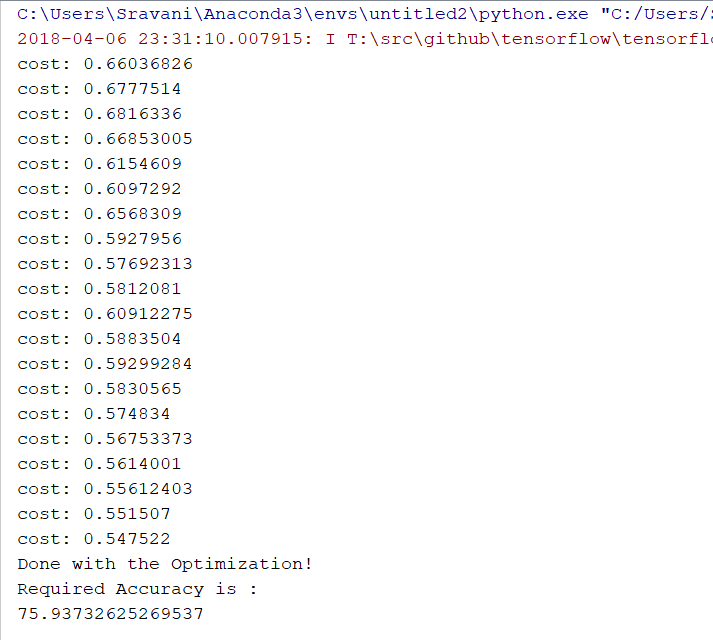 C:\Users\Sravani\Anaconda3\envs\untitled2\python.exe "C:/Users/
2018-04-06 23:31:10.007915: I T:\src\github\tensorflow\tensorfl
cost: 0.66036826
cost: 0.6777514
cost: 0.6816336
cost: 0.66853005
cost: 0.6154609
cost: 0.6097292
cost: 0.6568309
cost: 0.5927956
cost: 0.57692313
cost: 0.5812081
cost: 0.60912275
cost: 0.5883504
cost: 0.59299284
cost: 0.5830565
cost: 0.574834
cost: 0.56753373
cost: 0.5614001
cost: 0.55612403
cost: 0.551507
cost: 0.547522
Done with the Optimization!
Required Accuracy is :
75.93732625269537